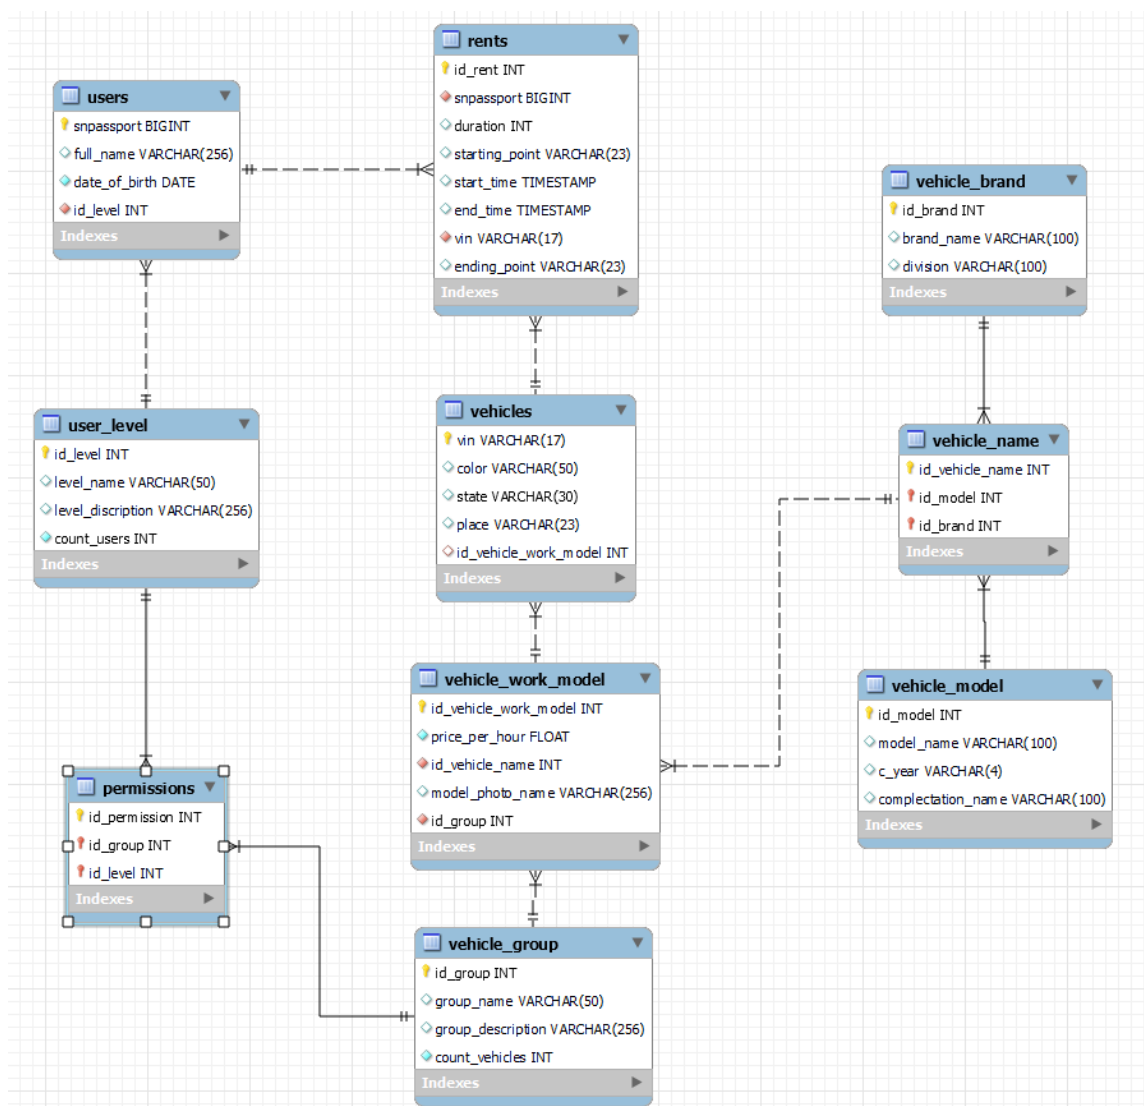 users
snpassport BIGINT
full_name VARCHAR(256)
date_of_birth DATE
id_level INT
Indexes
rents
id_rent INT
snpassport BIGINT
duration INT
starting_point VARCHAR(23)
start_time TIMESTAMP
end_time TIMESTAMP
vin VARCHAR(17)
ending_point VARCHAR(23)
Indexes
vehicle_brand
id_brand INT
brand_name VARCHAR(100)
division VARCHAR(100)
Indexes
user_level
id_level INT
level_name VARCHAR(50)
level_discription VARCHAR(256)
count_users INT
Indexes
vehicles
vin VARCHAR(17)
color VARCHAR(50)
state VARCHAR(30)
place VARCHAR(23)
id_vehicle_work_model INT
Indexes
vehicle_name
id_vehicle_name INT
id_model INT
id_brand INT
Indexes
permissions
id_permission INT
id_group INT
id_level INT
Indexes
vehicle_work_model
id_vehicle_work_model INT
price_per_hour FLOAT
id_vehicle_name INT
model_photo_name VARCHAR(256)
id_group INT
Indexes
vehicle_model
id_model INT
model_name VARCHAR(100)
c_year VARCHAR(4)
complectation_name VARCHAR(100)
Indexes
vehicle_group
id_group INT
group_name VARCHAR(50)
group_description VARCHAR(256)
count_vehicles INT
Indexes